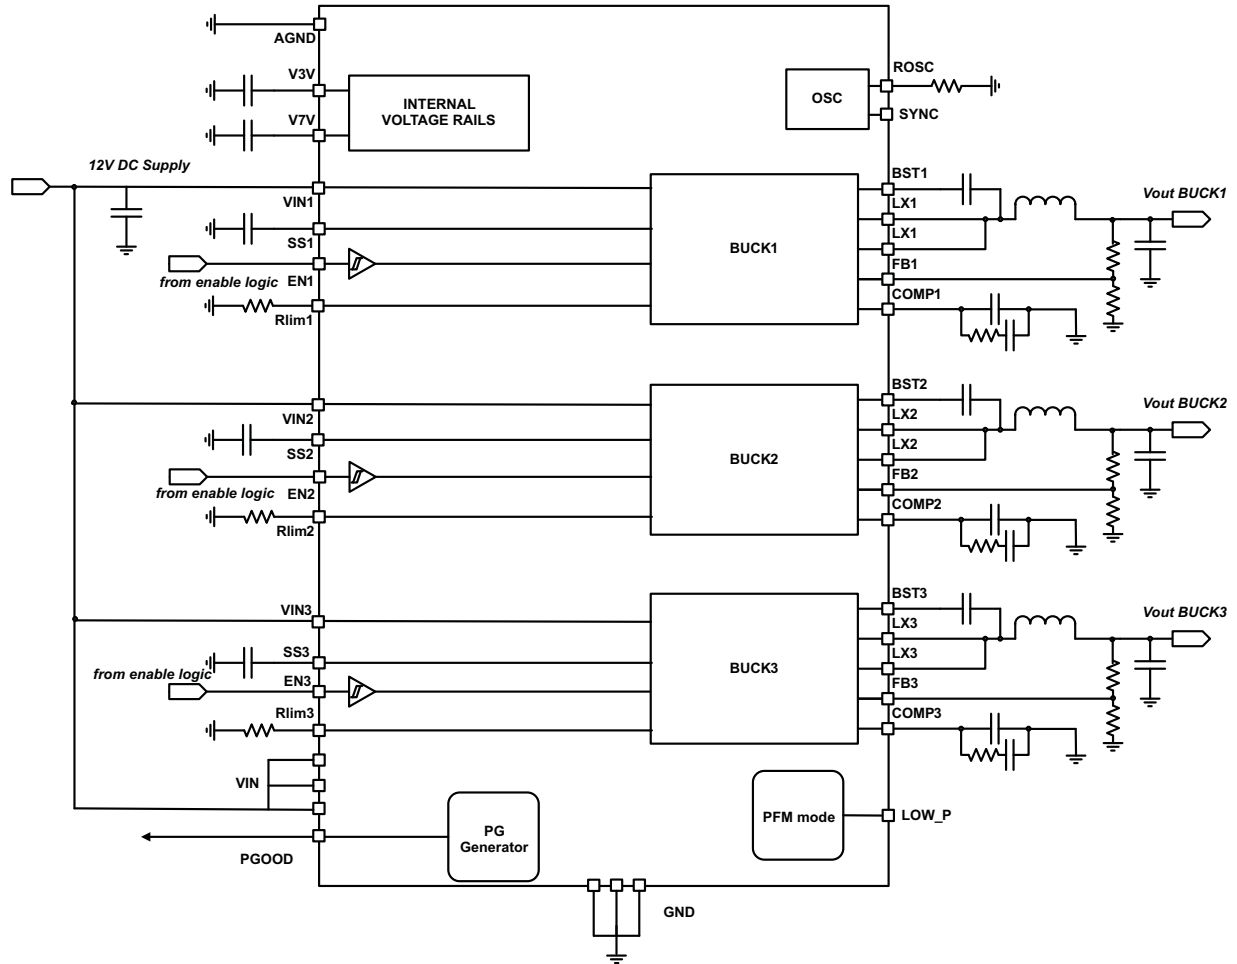 AGND
V3V
V7V
INTERNAL
VOLTAGE RAILS
OSC
ROSC
SYNC
12V DC Supply
VIN1
SS1
from enable logic
EN1
Rlim1
BUCK1
BST1
LX1
LX1
FB1
COMP1
Vout BUCK1
VIN2
SS2
from enable logic
EN2
Rlim2
BUCK2
BST2
LX2
LX2
FB2
COMP2
Vout BUCK2
VIN3
SS3
from enable logic
EN3
Rlim3
BUCK3
BST3
LX3
LX3
FB3
COMP3
Vout BUCK3
VIN
PGOOD
PG
Generator
PFM mode
LOW_P
GND